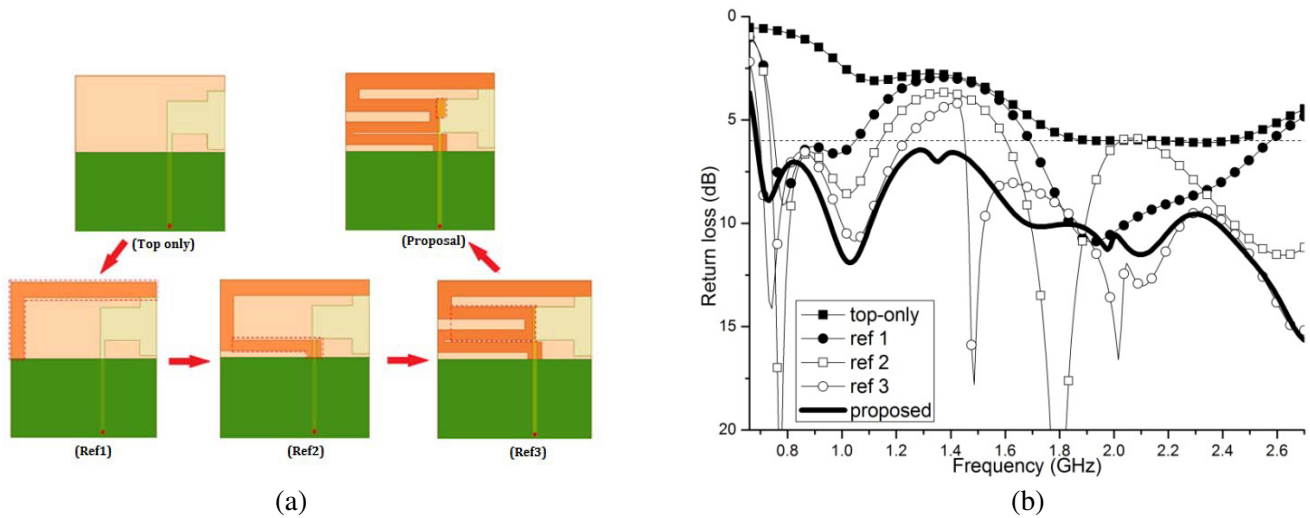 (Top only)
(Proposal)
(Ref1)
(Ref2)
(Ref3)
(a)
Return loss (dB)
0
5
10
15
20
top-only
ref 1
ref 2
ref 3
proposed
0.8 1.0 1.2 1.4 1.6 1.8 2.0 2.2 2.4 2.6
Frequency (GHz)
(b)